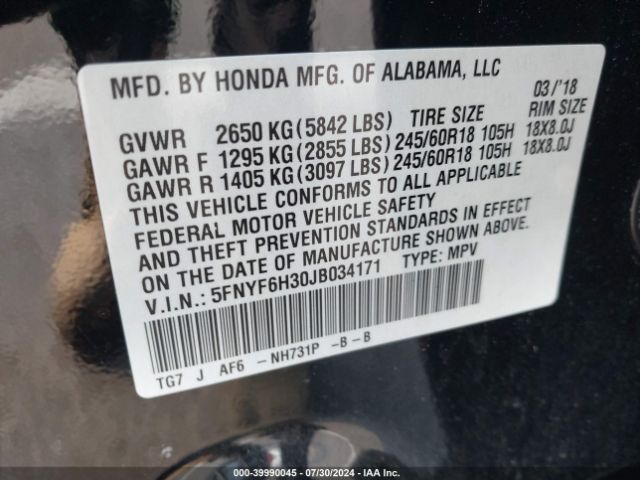 MFD. BY HONDA MFG. OF ALABAMA, LLC
03/'18
GVWR 2650 KG(5842 LBS) TIRE SIZE RIM SIZE
GAWR F 1295 KG(2855 LBS) 245/60R18 105H 18X8.0J
GAWR R 1405 KG(3097 LBS) 245/60R18 105H 18X8.0J
THIS VEHICLE CONFORMS TO ALL APPLICABLE
FEDERAL MOTOR VEHICLE SAFETY
AND THEFT PREVENTION STANDARDS IN EFFECT
ON THE DATE OF MANUFACTURE SHOWN ABOVE.
V.I.N.: 5FNYF6H30JB034171 TYPE: MPV
TG7 J AF6 -NH731P -B-B
000-39990045 - 07/30/2024 - IAA Inc.